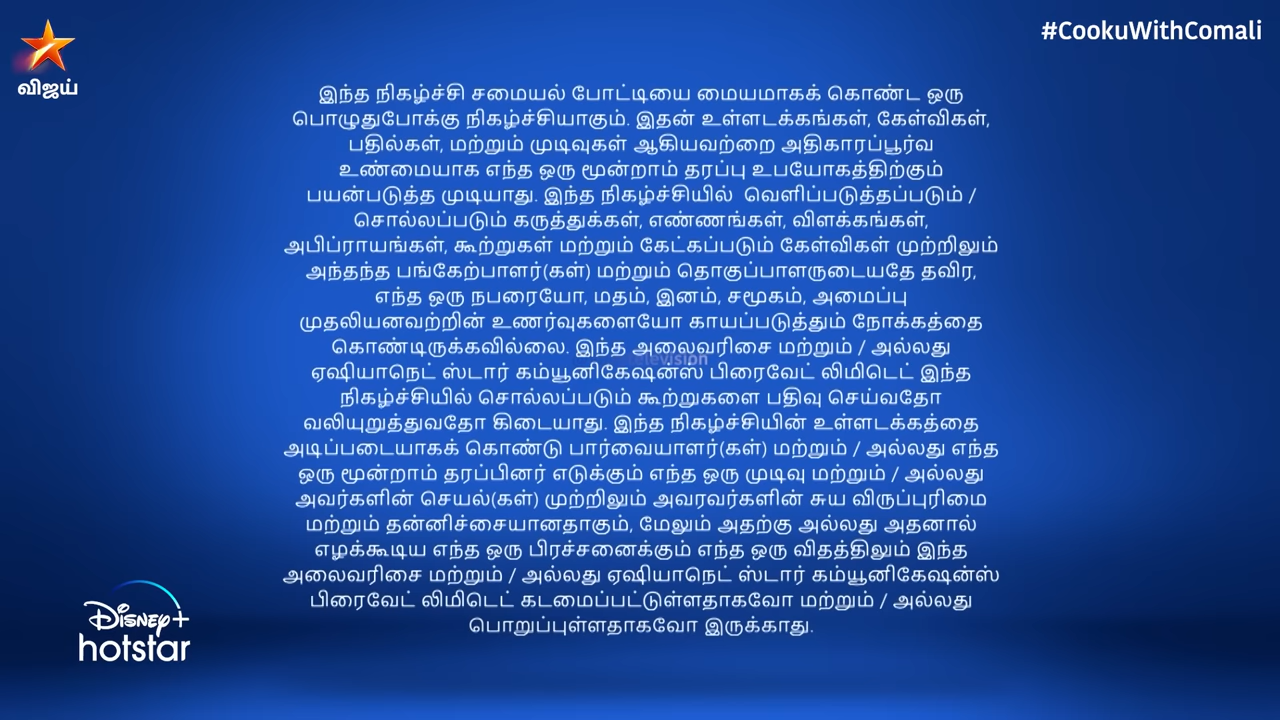 விஜய்
#CookuWithComali
இந்த நிகழ்ச்சி சமையல் போட்டியை மையமாகக் கொண்ட ஒரு
பொழுதுபோக்கு நிகழ்ச்சியாகும். இதன் உள்ளடக்கங்கள், கேள்விகள்,
பதில்கள், மற்றும் முடிவுகள் ஆகியவற்றை அதிகாரப்பூர்வ
உண்மையாக எந்த ஒரு மூன்றாம் தரப்பு உபயோகத்திற்கும்
பயன்படுத்த முடியாது. இந்த நிகழ்ச்சியில் வெளிப்படுத்தப்படும் /
சொல்லப்படும் கருத்துக்கள், எண்ணங்கள், விளக்கங்கள்,
அபிப்ராயங்கள், கூற்றுகள் மற்றும் கேட்கப்படும் கேள்விகள் முற்றிலும்
அந்தந்த பங்கேற்பாளர்(கள்) மற்றும் தொகுப்பாளருடையதே தவிர,
எந்த ஒரு நபரையோ, மதம், இனம், சமூகம், அமைப்பு
முதலியனவற்றின் உணர்வுகளையோ காயப்படுத்தும் நோக்கத்தை
கொண்டிருக்கவில்லை. இந்த அலைவரிசை மற்றும் / அல்லது
ஏஷியாநெட் ஸ்டார் கம்யூனிகேஷன்ஸ் பிரைவேட் லிமிடெட் இந்த
நிகழ்ச்சியில் சொல்லப்படும் கூற்றுகளை பதிவு செய்வதோ
வலியுறுத்துவதோ கிடையாது. இந்த நிகழ்ச்சியின் உள்ளடக்கத்தை
அடிப்படையாகக் கொண்டு பார்வையாளர்(கள்) மற்றும் / அல்லது எந்த
ஒரு மூன்றாம் தரப்பினர் எடுக்கும் எந்த ஒரு முடிவு மற்றும் / அல்லது
அவர்களின் செயல்(கள்) முற்றிலும் அவரவர்களின் சுய விருப்புரிமை
மற்றும் தன்னிச்சையானதாகும், மேலும் அதற்கு அல்லது அதனால்
எழக்கூடிய எந்த ஒரு பிரச்சனைக்கும் எந்த ஒரு விதத்திலும் இந்த
அலைவரிசை மற்றும் / அல்லது ஏஷியாநெட் ஸ்டார் கம்யூனிகேஷன்ஸ்
பிரைவேட் லிமிடெட் கடமைப்பட்டுள்ளதாகவோ மற்றும் / அல்லது
பொறுப்புள்ளதாகவோ இருக்காது.
Disney+
hotstar